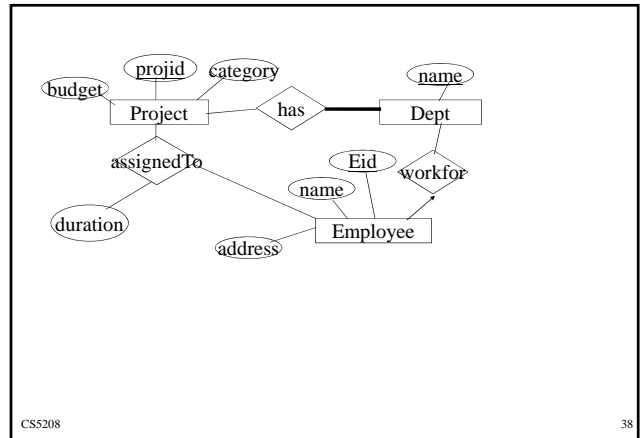 projid
category
name
budget
Project
has
Dept
assignedTo
Eid
workfor
name
duration
Employee
address
CS5208
38